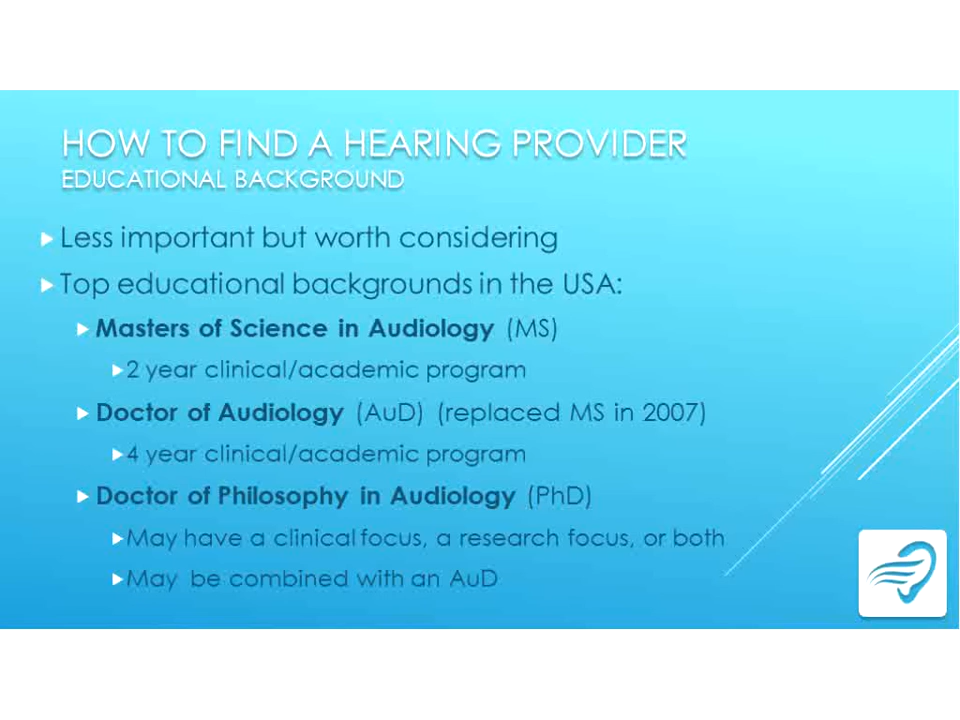 HOW TO FIND A HEARING PROVIDER
EDUCATIONAL BACKGROUND
Less important but worth considering
Top educational backgrounds in the USA:
Masters of Science in Audiology (MS)
2 year clinical/academic program
Doctor of Audiology (AuD) (replaced MS in 2007)
4 year clinical/academic program
Doctor of Philosophy in Audiology (PhD)
May have a clinical focus, a research focus, or both
May be combined with an AuD